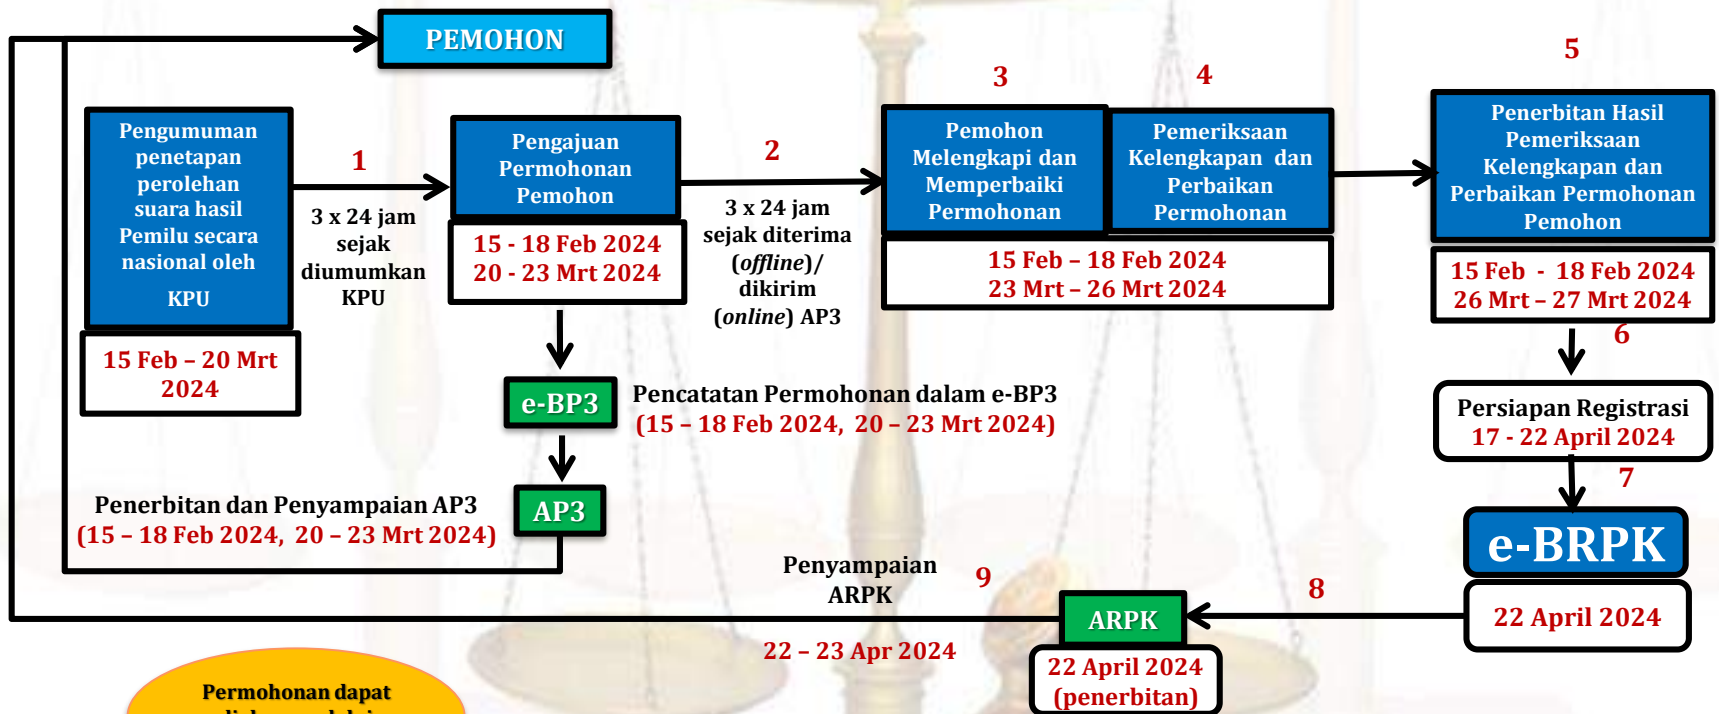 PEMOHON
Pengumuman
penetapan
perolehan
suara hasil
Pemilu secara
nasional oleh
KPU
15 Feb – 20 Mrt
2024
1
3 x 24 jam
sejak
diumumkan
KPU
Pengajuan
Permohonan
Pemohon
15 - 18 Feb 2024
20 - 23 Mrt 2024
2
3 x 24 jam
sejak diterima
(offline)/
dikirim
(online) AP3
3
Pemohon
Melengkapi dan
Memperbaiki
Permohonan
4
Pemeriksaan
Kelengkapan dan
Perbaikan
Permohonan
15 Feb – 18 Feb 2024
23 Mrt – 26 Mrt 2024
5
Penerbitan Hasil
Pemeriksaan
Kelengkapan dan
Perbaikan Permohonan
Pemohon
15 Feb - 18 Feb 2024
26 Mrt – 27 Mrt 2024
6
e-BP3
Pencatatan Permohonan dalam e-BP3
(15 – 18 Feb 2024, 20 – 23 Mrt 2024)
Persiapan Registrasi
17 - 22 April 2024
7
Penerbitan dan Penyampaian AP3
(15 – 18 Feb 2024, 20 – 23 Mrt 2024)
AP3
e-BRPK
22 April 2024
8
ARPK
22 April 2024
(penerbitan)
9
Penyampaian
ARPK
22 – 23 Apr 2024
Permohonan dapat